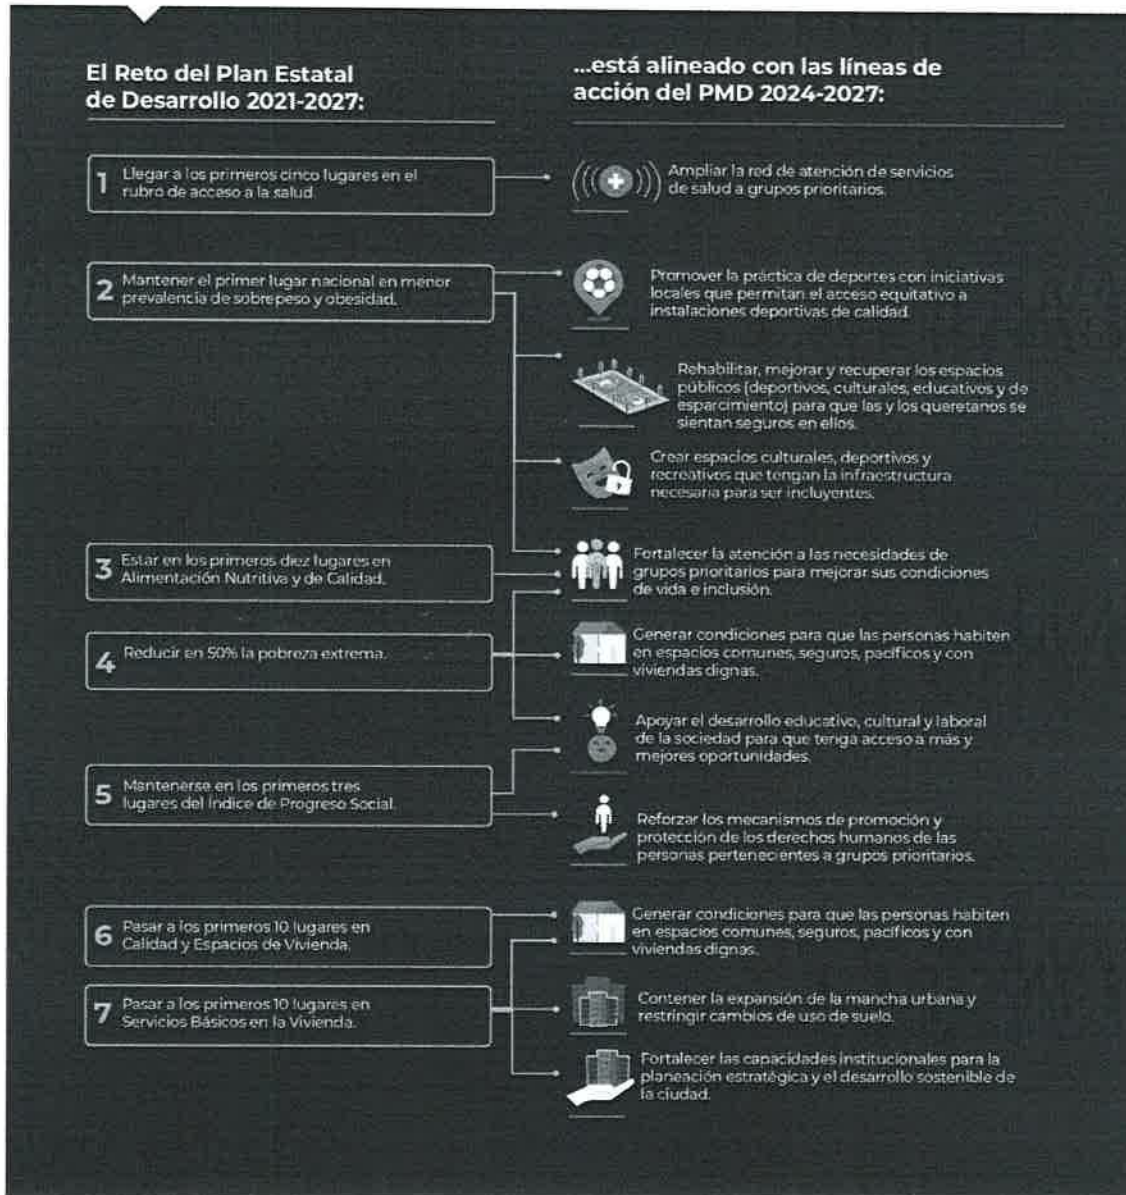 El Reto del Plan Estatal
de Desarrollo 2021-2027:
...está alineado con las líneas de
acción del PMD 2024-2027:
1 Llegar a los primeros cinco lugares en el
rubro de acceso a la salud.
Ampliar la red de atención de servicios
de salud a grupos prioritarios.
2 Mantener el primer lugar nacional en menor
prevalencia de sobrepeso y obesidad.
Promover la práctica de deportes con iniciativas
locales que permitan el acceso equitativo a
instalaciones deportivas de calidad.
Rehabilitar, mejorar y recuperar los espacios
públicos (deportivos, culturales, educativos y de
esparcimiento) para que las y los queretanos se
sientan seguros en ellos.
Crear espacios culturales, deportivos y
recreativos que tengan la infraestructura
necesaria para ser incluyentes.
3 Estar en los primeros diez lugares en
Alimentación Nutritiva y de Calidad.
Fortalecer la atención a las necesidades de
grupos prioritarios para mejorar sus condiciones
de vida e inclusión.
4 Reducir en 50% la pobreza extrema.
Generar condiciones para que las personas habiten
en espacios comunes, seguros, pacíficos y con
viviendas dignas.
Apoyar el desarrollo educativo, cultural y laboral
de la sociedad para que tenga acceso a más y
mejores oportunidades.
5 Mantenerse en los primeros tres
lugares del Índice de Progreso Social.
Reforzar los mecanismos de promoción y
protección de los derechos humanos de las
personas pertenecientes a grupos prioritarios.
6 Pasar a los primeros 10 lugares en
Calidad y Espacios de Vivienda.
Generar condiciones para que las personas habiten
en espacios comunes, seguros, pacíficos y con
viviendas dignas.
7 Pasar a los primeros 10 lugares en
Servicios Básicos en la Vivienda.
Contener la expansión de la mancha urbana y
restringir cambios de uso de suelo.
Fortalecer las capacidades institucionales para la
planeación estratégica y el desarrollo sostenible de
la ciudad.